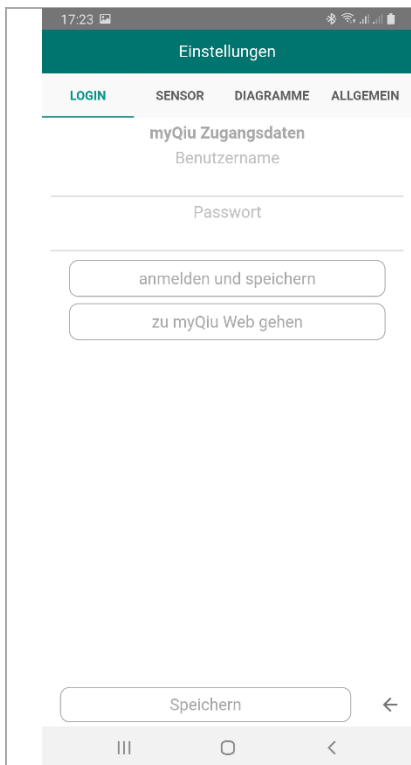 17:23
Einstellungen
LOGIN SENSOR DIAGRAMME ALLGEMEIN
myQiu Zugangsdaten
Benutzername
Passwort
anmelden und speichern
zu myQiu Web gehen
Speichern